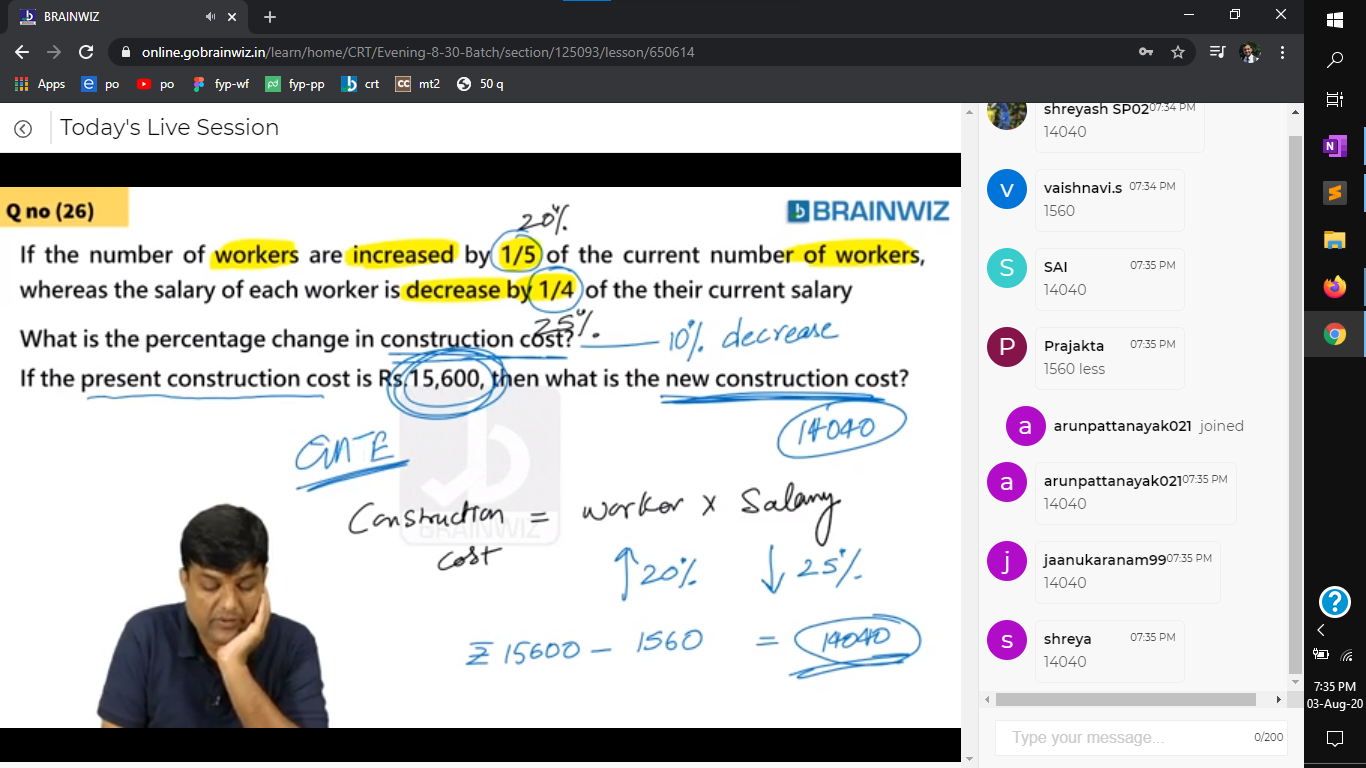 BRAINWIZ
online.gobrainwiz.in/learn/home/CRT/Evening-8-30-Batch/section/125093/lesson/650614
Apps po po fyp-wf fyp-pp crt CC mt2 50 q
Today's Live Session
Q no (26)
BRAINWIZ
20%
If the number of workers are increased by 1/5 of the current number of workers,
whereas the salary of each worker is decrease by 1/4 of the their current salary
25%.
What is the percentage change in construction cost? 10% decrease
If the present construction cost is Rs 15,600, then what is the new construction cost?
14040
GATE
BRAINWIZ
Construction = worker x Salary
cost
↑20% ↓25%
= 15600 - 1560 = 14040
shreyash SP02 07:34 PM
14040
v
vaishnavi.s 07:34 PM
1560
S
SAI 07:35 PM
14040
P
Prajakta 07:35 PM
1560 less
a
arunpattanayak021 joined
a
arunpattanayak021 07:35 PM
14040
j
jaanukaranam99 07:35 PM
14040
s
shreya 07:35 PM
14040
Type your message... 0/200
N
?
7:35 PM
03-Aug-20